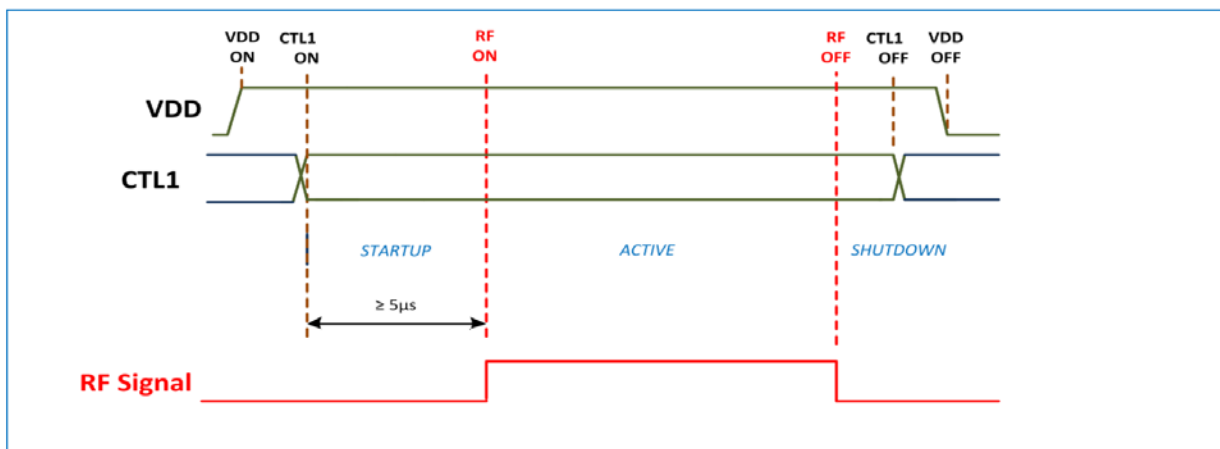 VDD ON
CTL1 ON
RF ON
RF OFF
CTL1 OFF
VDD OFF
VDD
CTL1
STARTUP
ACTIVE
SHUTDOWN
≥ 5µs
RF Signal